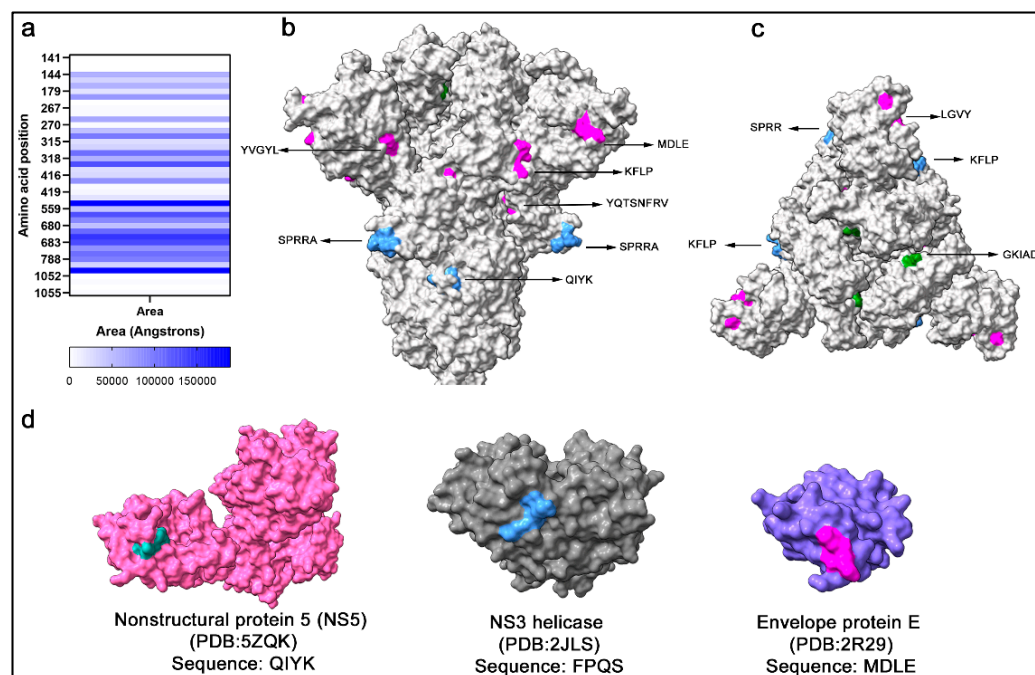 a
Amino acid position
141
144
179
267
270
315
318
416
419
559
680
683
788
1052
1055
Area
Area (Angstrons)
0
50000
100000
150000
b
YVGYL
MDLE
KFLP
YQTSNFRV
SPRRA
SPRRA
QIYK
c
SPRR
LGVY
KFLP
KFLP
GKIAD
d
Nonstructural protein 5 (NS5)
(PDB:5ZQK)
Sequence: QIYK
NS3 helicase
(PDB:2JLS)
Sequence: FPQS
Envelope protein E
(PDB:2R29)
Sequence: MDLE